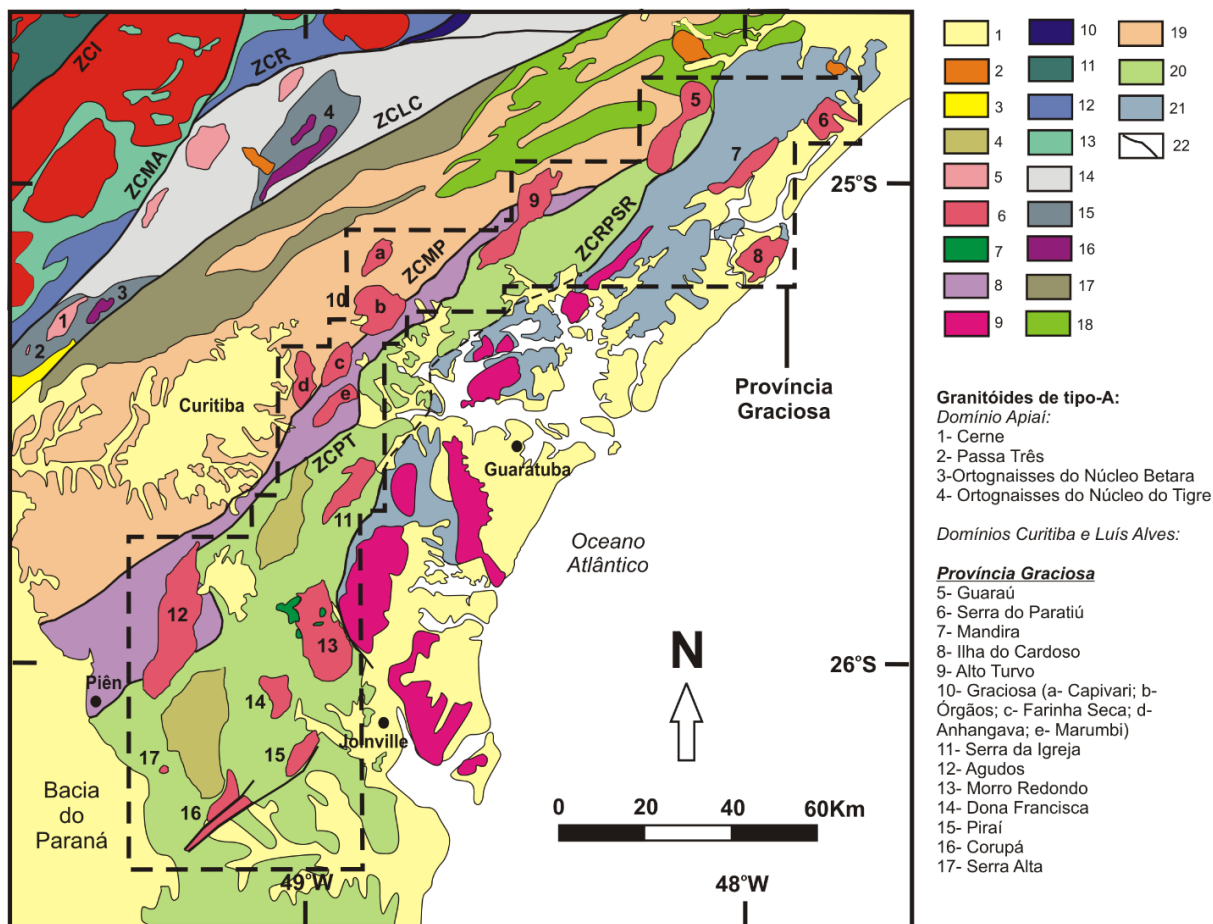 ZCI
ZCR
ZCLC
ZCMA
4
5
6
7
25°S
9
a
ZCMP
ZCRPSR
8
10
b
3
1
2
c
d
e
Curitiba
Província
Graciosa
ZCPT
Guaratuba
11
Oceano
Atlântico
12
13
N
26°S
Piên
14
Joinville
15
17
16
Bacia
do
Paraná
0 20 40 60Km
49°W
48°W
1 10 19
2 11 20
3 12 21
4 13 22
5 14
6 15
7 16
8 17
9 18
Granitóides de tipo-A:
Domínio Apiaí:
1- Cerne
2- Passa Três
3-Ortognaisses do Núcleo Betara
4- Ortognaisses do Núcleo do Tigre
Domínios Curitiba e Luís Alves:
Província Graciosa
5- Guaraú
6- Serra do Paratiú
7- Mandira
8- Ilha do Cardoso
9- Alto Turvo
10- Graciosa (a- Capivari; b-
Órgãos; c- Farinha Seca; d-
Anhangava; e- Marumbi)
11- Serra da Igreja
12- Agudos
13- Morro Redondo
14- Dona Francisca
15- Piraí
16- Corupá
17- Serra Alta